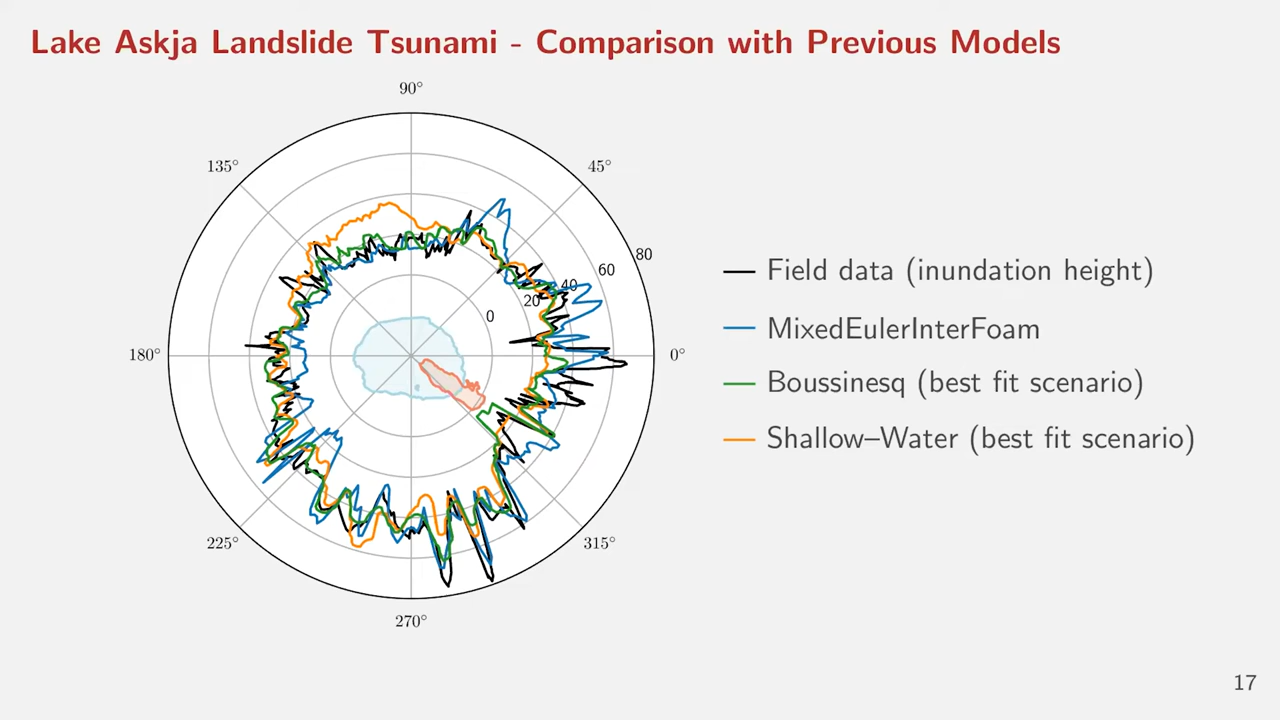 Lake Askja Landslide Tsunami - Comparison with Previous Models
90°
135°
45°
80
60
40
20
0
180°
0°
225°
315°
270°
Field data (inundation height)
MixedEulerInterFoam
Boussinesq (best fit scenario)
Shallow–Water (best fit scenario)
17